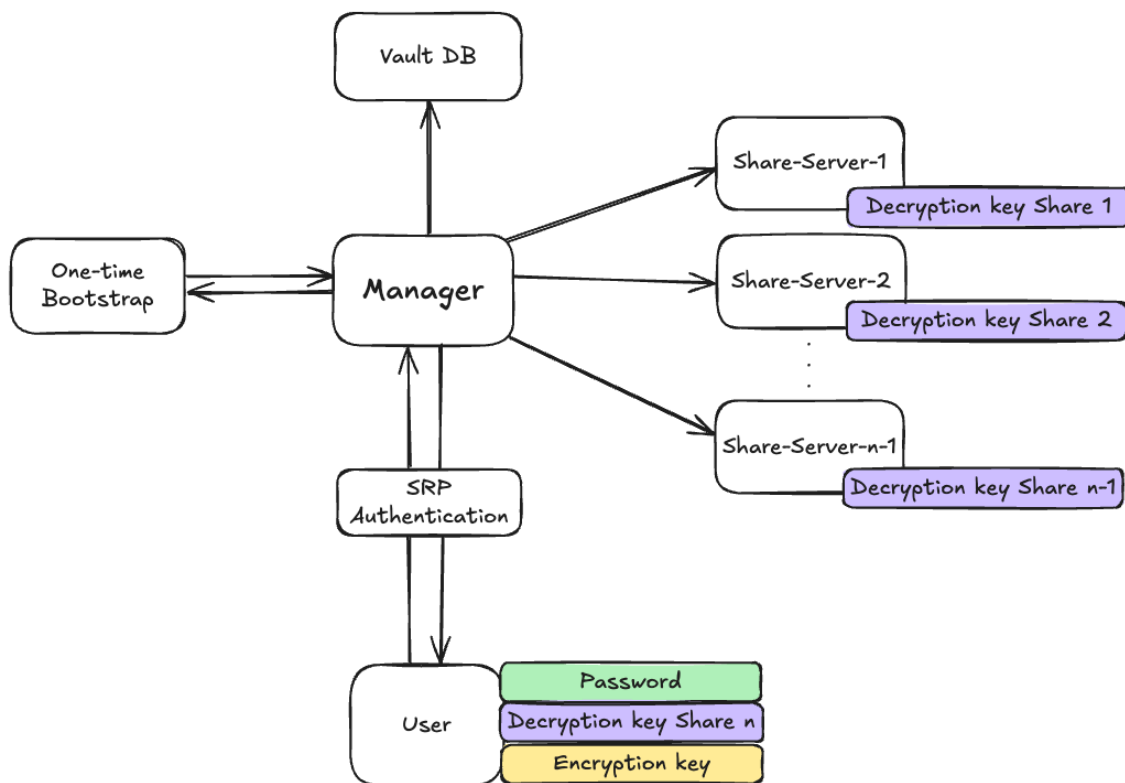 Vault DB
Share-Server-1
Decryption key Share 1
One-time
Bootstrap
Manager
Share-Server-2
Decryption key Share 2
Share-Server-n-1
Decryption key Share n-1
SRP
Authentication
User
Password
Decryption key Share n
Encryption key